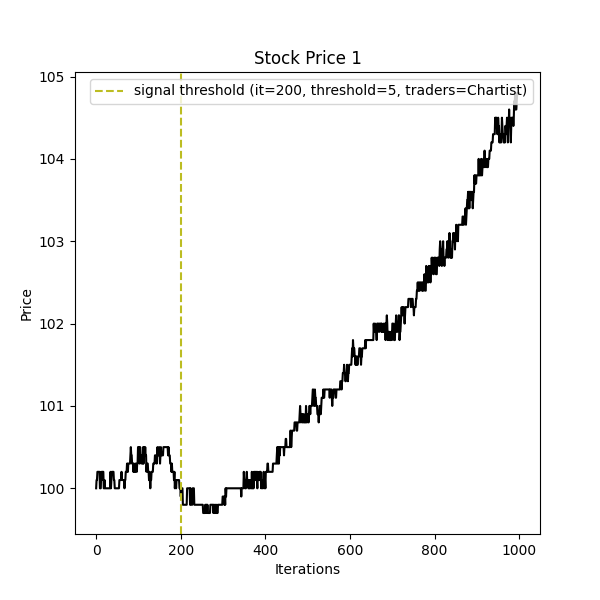 Stock Price 1
signal threshold (it=200, threshold=5, traders=Chartist)
105
104
103
102
101
100
Price
0 200 400 600 800 1000
Iterations